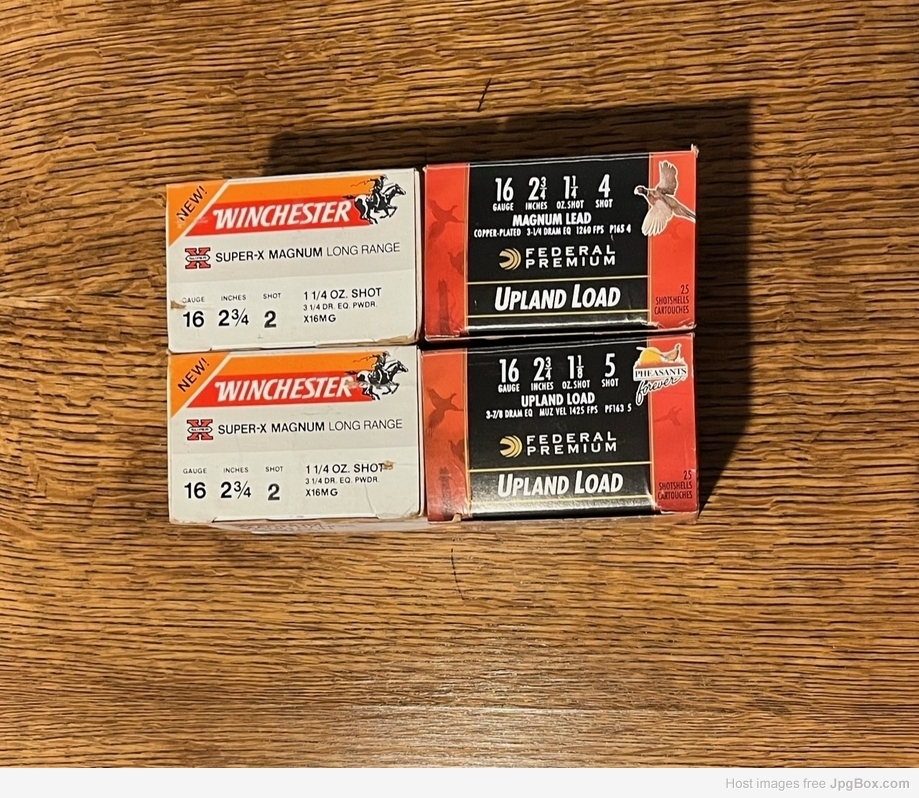 NEW!
WINCHESTER
X SUPER-X MAGNUM LONG RANGE
GAUGE INCHES SHOT
16 2¾ 2
1 1/4 OZ. SHOT
3 1/4 DR. EQ. PWDR.
X16MG
16 2¾ 1¼ 4
GAUGE INCHES OZ.SHOT SHOT
MAGNUM LEAD
COPPER-PLATED 3-1/4 DRAM EQ 1260 FPS P165 4
FEDERAL
PREMIUM
UPLAND LOAD
25
SHOTSHELLS
CARTOUCHES
NEW!
WINCHESTER
X SUPER-X MAGNUM LONG RANGE
GAUGE INCHES SHOT
16 2¾ 2
1 1/4 OZ. SHOT
3 1/4 DR. EQ. PWDR.
X16MG
16 2¾ 1⅛ 5
GAUGE INCHES OZ.SHOT SHOT
UPLAND LOAD
3-7/8 DRAM EQ MUZ VEL 1425 FPS PF163 5
PHEASANTS
forever
FEDERAL
PREMIUM
UPLAND LOAD
25
SHOTSHELLS
CARTOUCHES
Host images free JpgBox.com